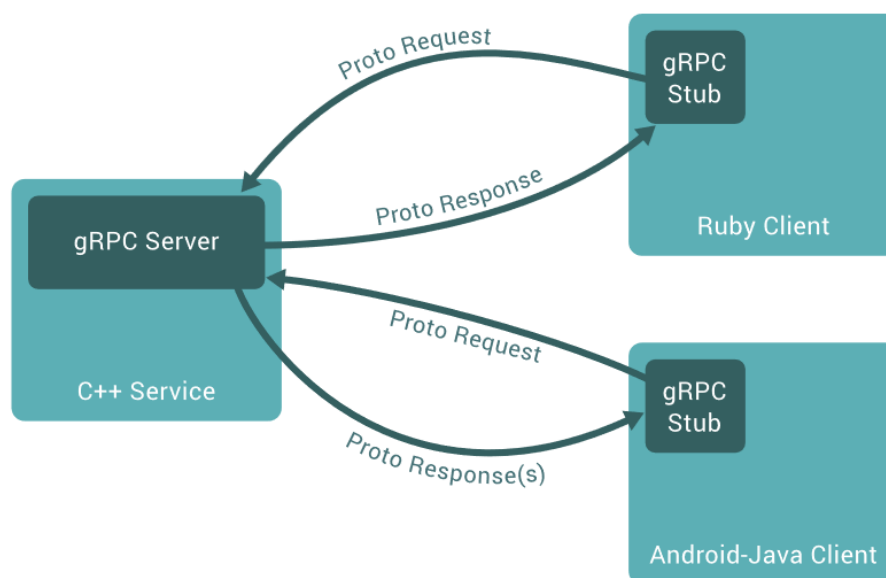 Proto Request
gRPC
Stub
Ruby Client
Proto Response
gRPC Server
C++ Service
Proto Request
gRPC
Stub
Proto Response(s)
Android-Java Client